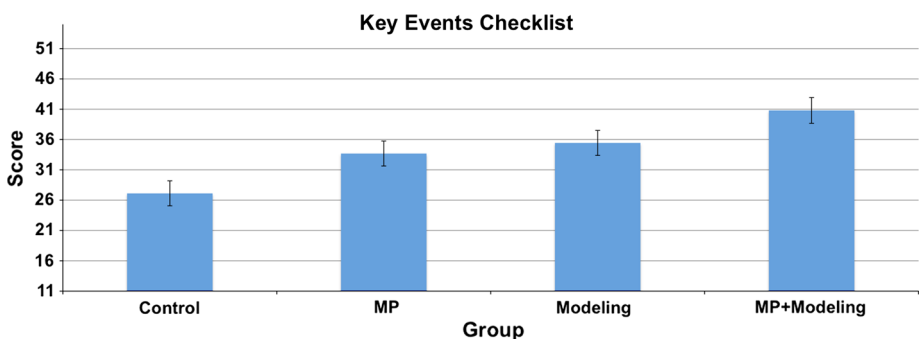 Key Events Checklist
51
46
41
36
31
26
21
16
11
Score
Control MP Modeling MP+Modeling
Group